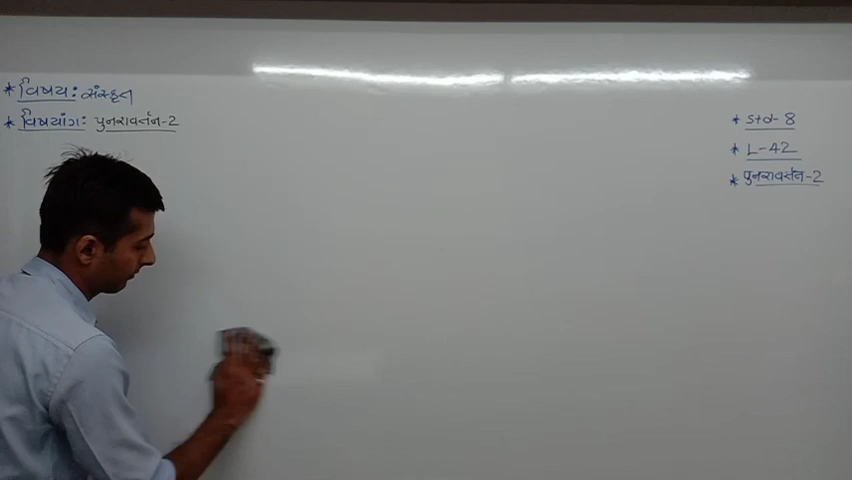 * વિષય: સંસ્કૃત
* વિષયાંગ: પુનરાવર્તન-2
* Std- 8
* L-42
* પુનરાવર્તન-2